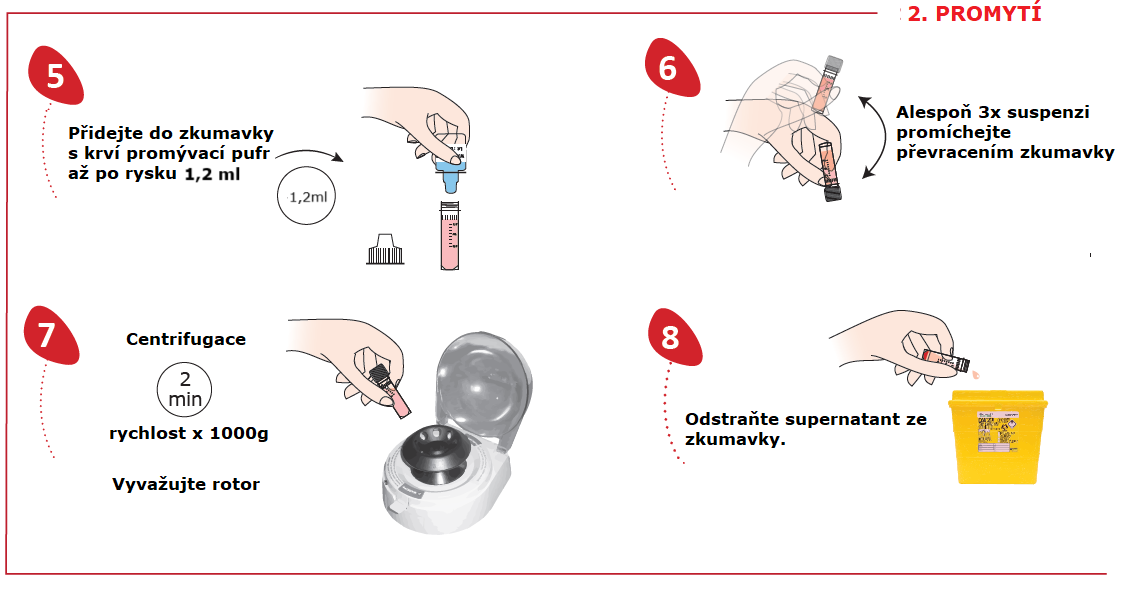 2. PROMYTÍ
5
Přidejte do zkumavky
s krví promývací pufr
až po rysku 1,2 ml
1,2ml
6
Alespoň 3x suspenzi
promíchejte
převracením zkumavky
7
Centrifugace
2
min
rychlost x 1000g
Vyvažujte rotor
8
Odstraňte supernatant ze
zkumavky.